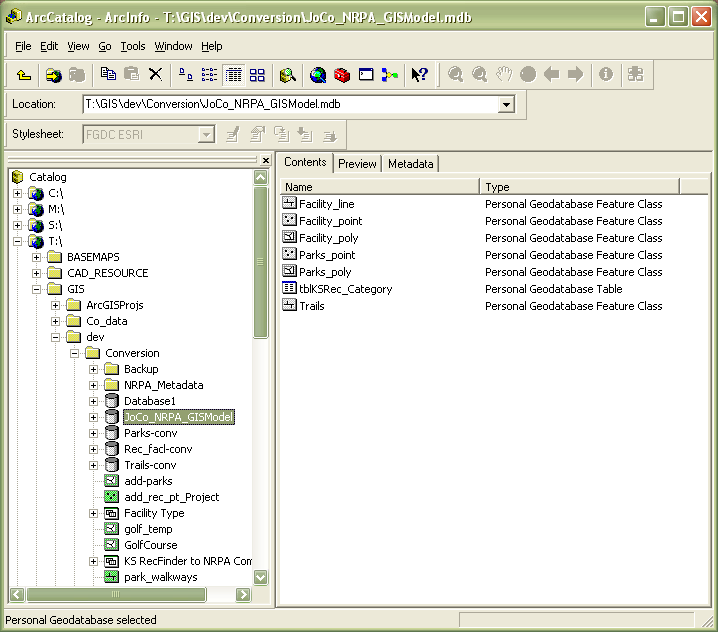 ArcCatalog - ArcInfo - T:\GIS\dev\Conversion\JoCo_NRPA_GISModel.mdb
File Edit View Go Tools Window Help
Location: T:\GIS\dev\Conversion\JoCo_NRPA_GISModel.mdb
Stylesheet: FGDC ESRI
Catalog
C:\
M:\
S:\
T:\
BASEMAPS
CAD_RESOURCE
GIS
ArcGISProjs
Co_data
dev
Conversion
Backup
NRPA_Metadata
Database1
JoCo_NRPA_GISModel
Parks-conv
Rec_facl-conv
Trails-conv
add-parks
add_rec_pt_Project
Facility Type
golf_temp
GolfCourse
KS RecFinder to NRPA Con
park_walkways
Contents Preview Metadata
Name Type
Facility_line Personal Geodatabase Feature Class
Facility_point Personal Geodatabase Feature Class
Facility_poly Personal Geodatabase Feature Class
Parks_point Personal Geodatabase Feature Class
Parks_poly Personal Geodatabase Feature Class
tblKSRec_Category Personal Geodatabase Table
Trails Personal Geodatabase Feature Class
Personal Geodatabase selected